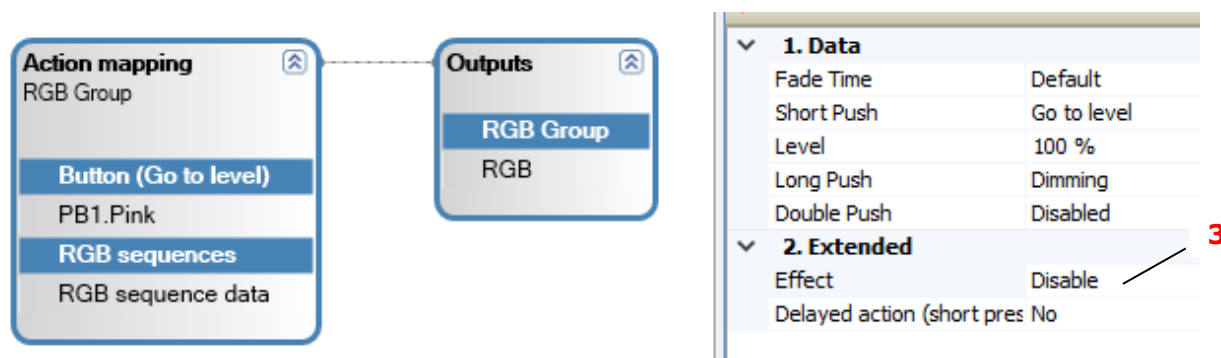 Action mapping
RGB Group
Button (Go to level)
PB1.Pink
RGB sequences
RGB sequence data
Outputs
RGB Group
RGB
1. Data
Fade Time Default
Short Push Go to level
Level 100 %
Long Push Dimming
Double Push Disabled
2. Extended
Effect Disable
Delayed action (short pres No
3